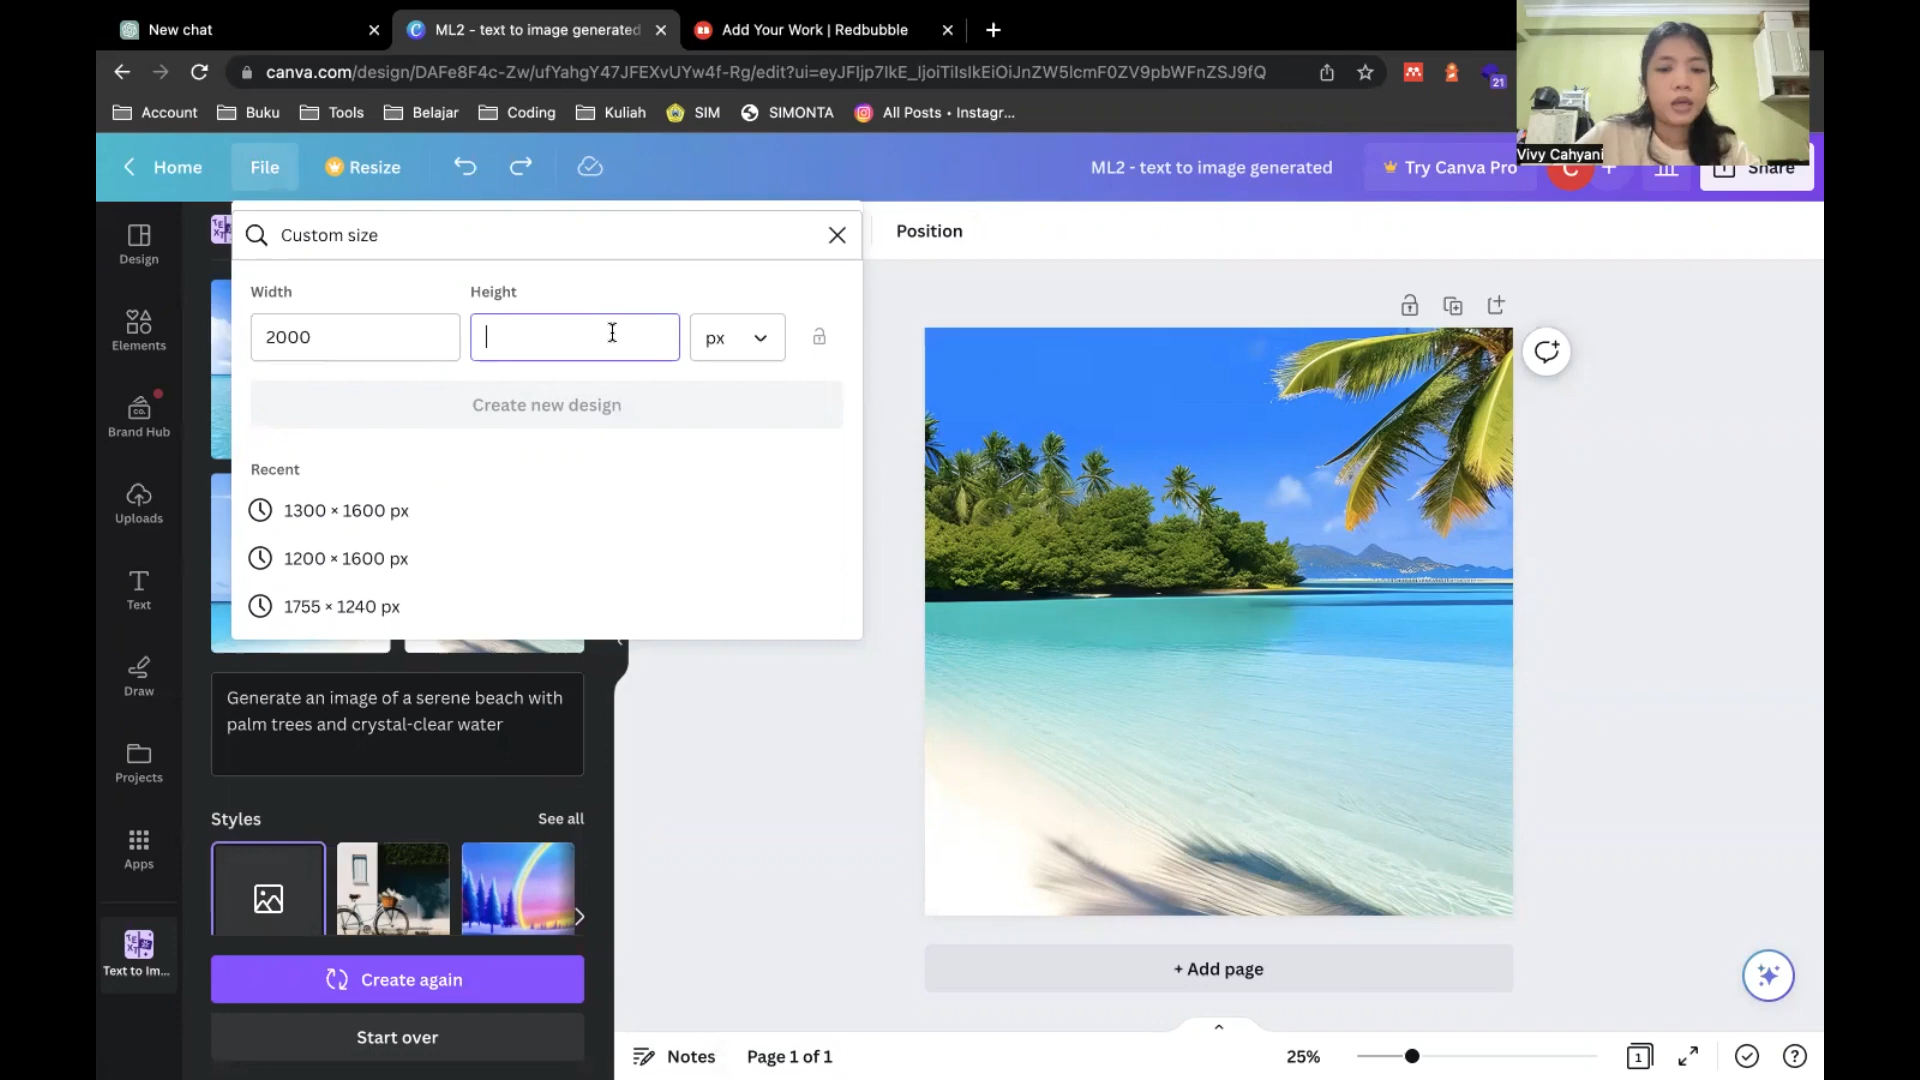 New chat
ML2 - text to image generated
Add Your Work | Redbubble
canva.com/design/DAFe8F4c-Zw/ufYahgY47JFEXvUYw4f-Rg/edit?ui=eyJFIjp7IkE_IjoiTiIsIkEiOiJnZW5lcmF0ZV9pbWFnZSJ9fQ
21
Account
Buku
Tools
Belajar
Coding
Kuliah
SIM
SIMONTA
All Posts • Instagr...
Vivy Cahyani
Home
File
Resize
ML2 - text to image generated
Try Canva Pro
C
Share
Design
Elements
CO.
Brand Hub
Uploads
Text
Draw
Projects
Apps
Text to Im...
Custom size
Position
Width
Height
2000
px
Create new design
Recent
1300 × 1600 px
1200 × 1600 px
1755 × 1240 px
Generate an image of a serene beach with
palm trees and crystal-clear water
Styles
See all
Create again
Start over
+ Add page
Notes
Page 1 of 1
25%
1